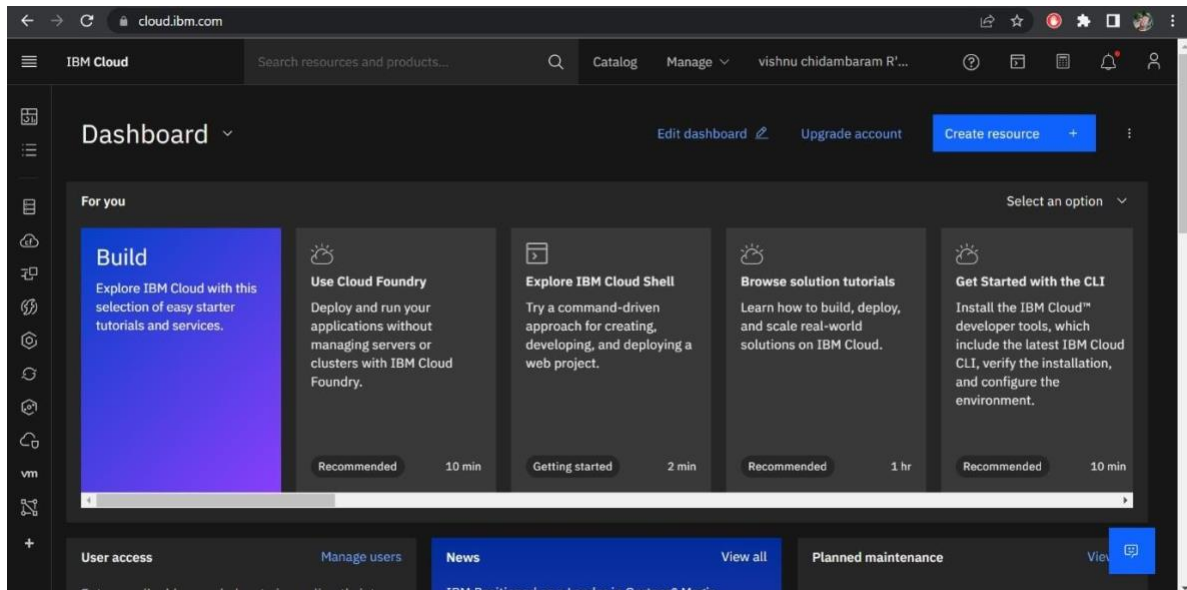 cloud.ibm.com
IBM Cloud
Search resources and products...
Catalog
Manage
vishnu chidambaram R'...
Dashboard
Edit dashboard
Upgrade account
Create resource +
For you
Select an option
Build
Explore IBM Cloud with this
selection of easy starter
tutorials and services.
Use Cloud Foundry
Deploy and run your
applications without
managing servers or
clusters with IBM Cloud
Foundry.
Recommended
10 min
Explore IBM Cloud Shell
Try a command-driven
approach for creating,
developing, and deploying a
web project.
Getting started
2 min
Browse solution tutorials
Learn how to build, deploy,
and scale real-world
solutions on IBM Cloud.
Recommended
1 hr
Get Started with the CLI
Install the IBM Cloud™
developer tools, which
include the latest IBM Cloud
CLI, verify the installation,
and configure the
environment.
Recommended
10 min
vm
User access
Manage users
News
View all
Planned maintenance